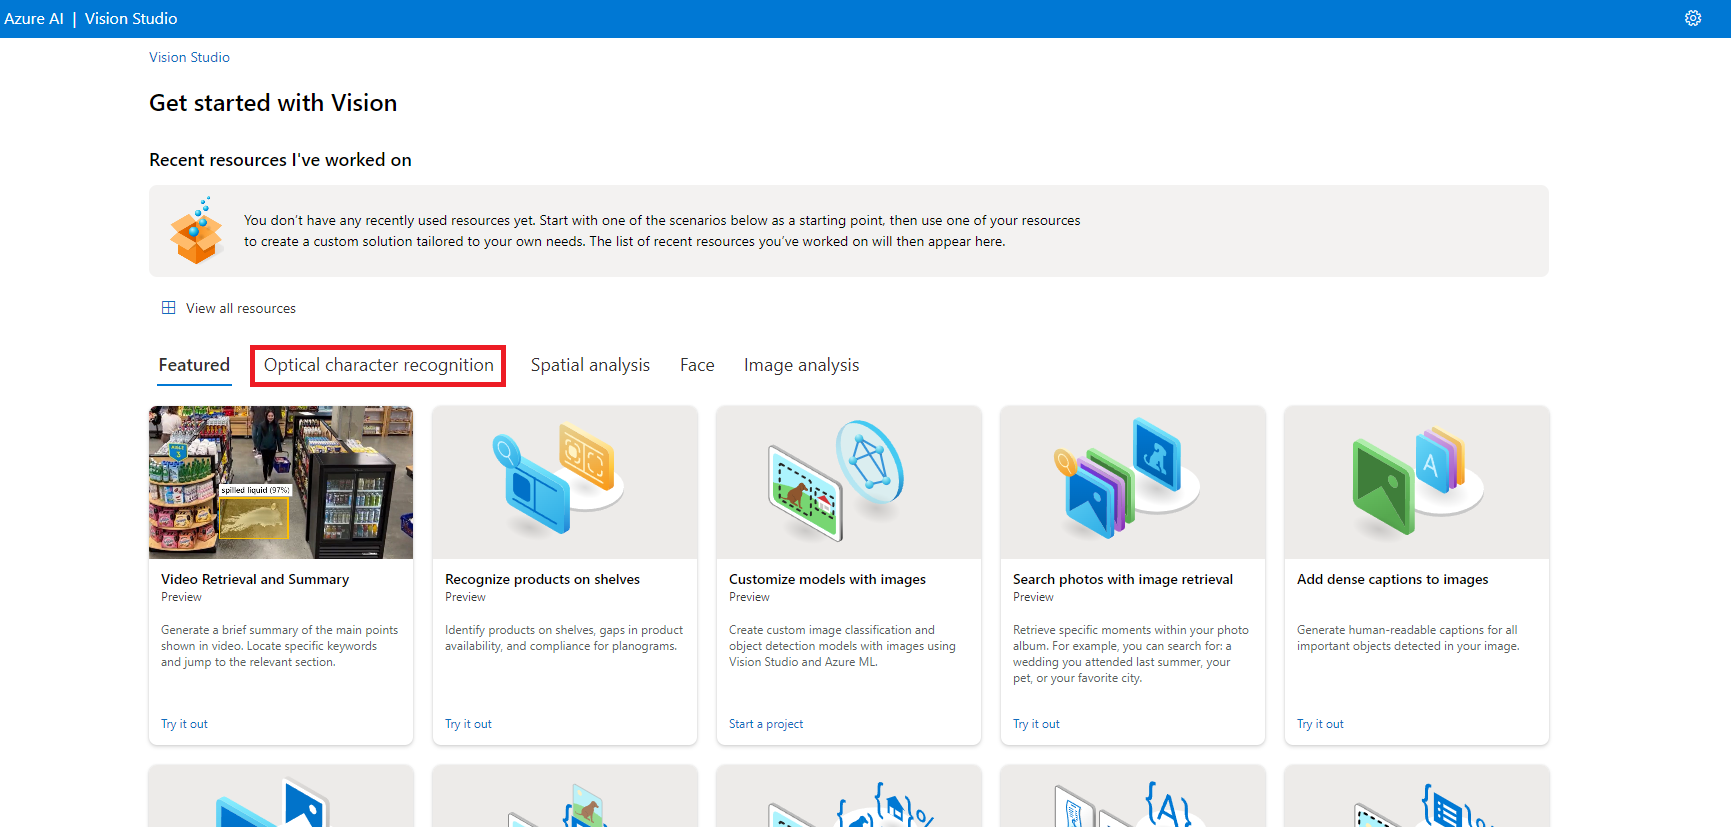 Azure AI | Vision Studio
Vision Studio
Get started with Vision
Recent resources I've worked on
You don't have any recently used resources yet. Start with one of the scenarios below as a starting point, then use one of your resources
to create a custom solution tailored to your own needs. The list of recent resources you've worked on will then appear here.
View all resources
Featured Optical character recognition Spatial analysis Face Image analysis
3
spilled liquid (97%)
A
Video Retrieval and Summary
Preview
Generate a brief summary of the main points
shown in video. Locate specific keywords
and jump to the relevant section.
Try it out
Recognize products on shelves
Preview
Identify products on shelves, gaps in product
availability, and compliance for planograms.
Try it out
Customize models with images
Preview
Create custom image classification and
object detection models with images using
Vision Studio and Azure ML.
Start a project
Search photos with image retrieval
Preview
Retrieve specific moments within your photo
album. For example, you can search for: a
wedding you attended last summer, your
pet, or your favorite city.
Try it out
Add dense captions to images
Preview
Generate human-readable captions for all
important objects detected in your image.
Try it out
{ %
{A}
{ %